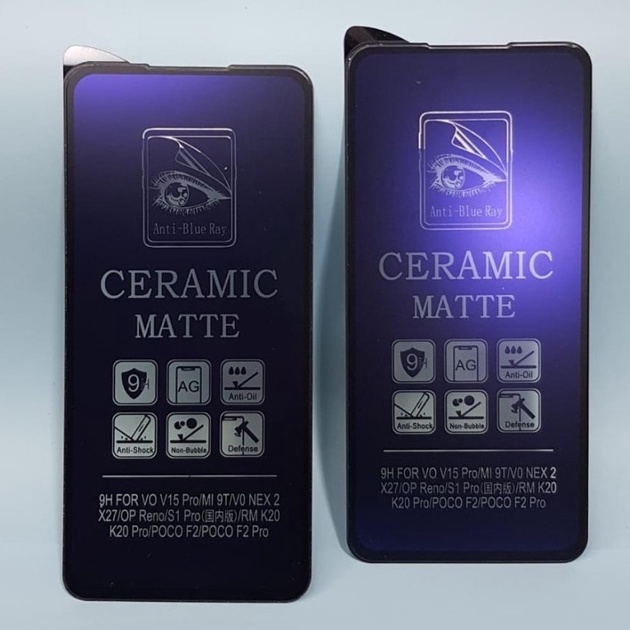 Anti-Blue Ray
CERAMIC
MATTE
9H
AG
Anti-Oil
Anti-Shock
Non-Bubble
Defense
9H FOR VO V15 Pro/MI 9T/V0 NEX 2
X27/OP Reno/S1 Pro(国内版)/RM K20
K20 Pro/POCO F2/POCO F2 Pro
Anti-Blue Ray
CERAMIC
MATTE
9H
AG
Anti-Oil
Anti-Shock
Non-Bubble
Defense
9H FOR VO V15 Pro/MI 9T/V0 NEX 2
X27/OP Reno/S1 Pro(国内版)/RM K20
K20 Pro/POCO F2/POCO F2 Pro